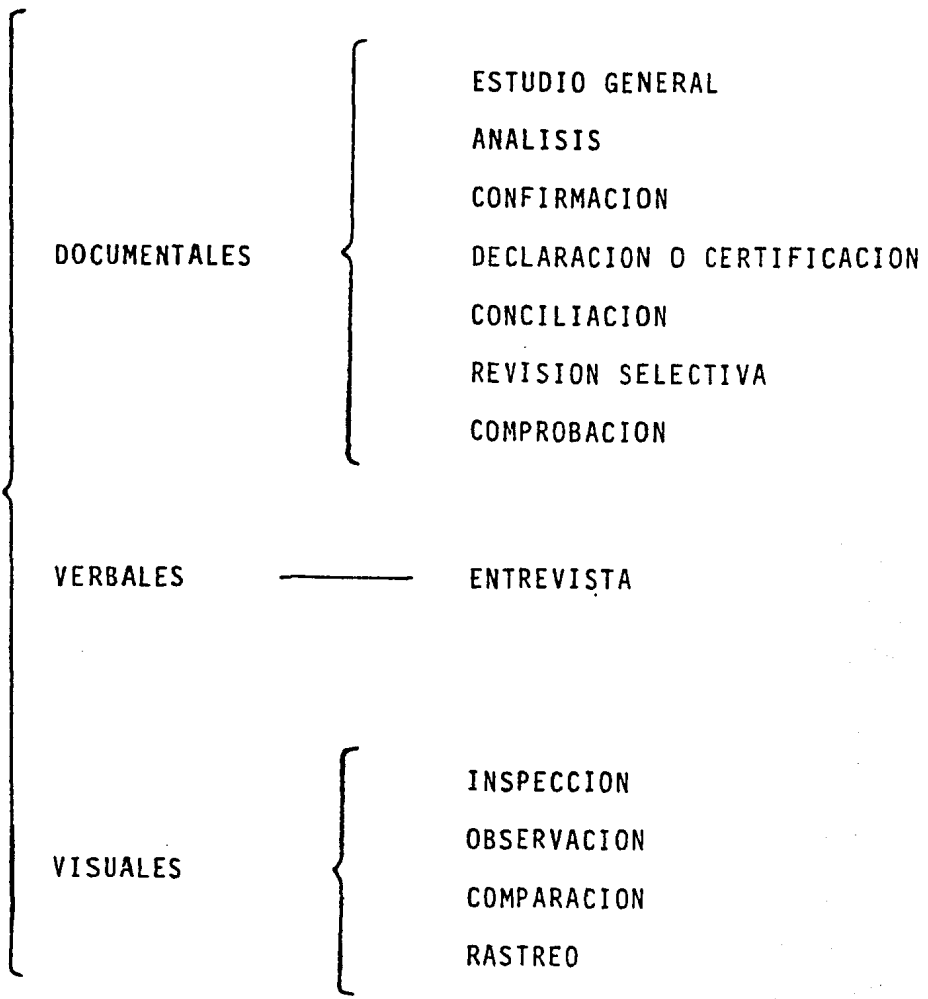 ESTUDIO GENERAL
ANALISIS
CONFIRMACION
DOCUMENTALES
DECLARACION O CERTIFICACION
CONCILIACION
REVISION SELECTIVA
COMPROBACION
VERBALES
ENTREVISTA
INSPECCION
OBSERVACION
VISUALES
COMPARACION
RASTREO